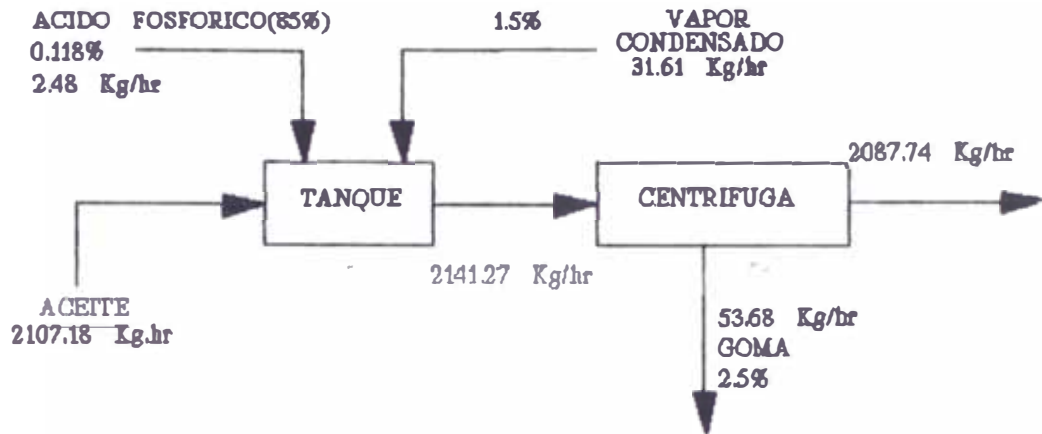 ACIDO FOSFORICO(85%)
0.118%
2.48 Kg/hr
1.5%
VAPOR
CONDENSADO
31.61 Kg/hr
2087.74 Kg/hr
TANQUE
CENTRIFUGA
2141.27 Kg/hr
ACEITE
2107.18 Kg.hr
53.68 Kg/hr
GOMA
2.5%